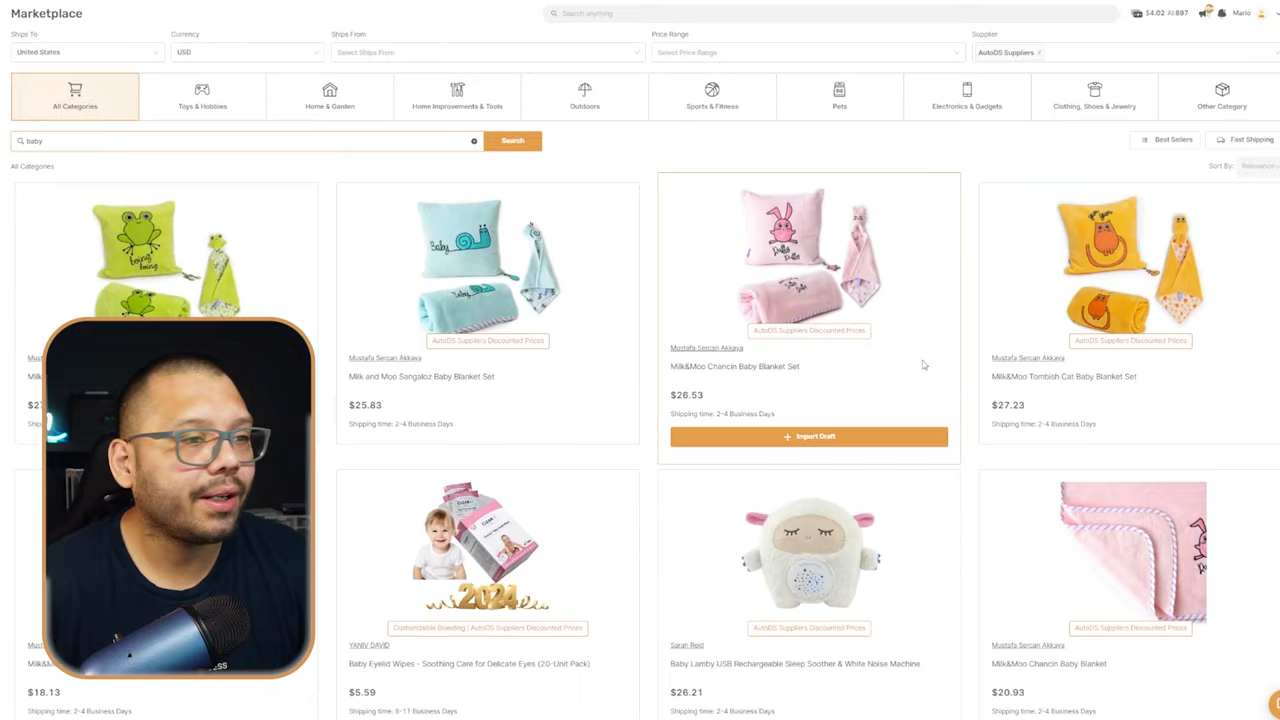 Marketplace
Search anything
$4.02 AI:897
Mario
Ships To
Currency
Ships From
Price Range
Supplier
United States
USD
Select Ships From
Select Price Range
AutoDS Suppliers
All Categories
Toys & Hobbies
Home & Garden
Home Improvements & Tools
Outdoors
Sports & Fitness
Pets
Electronics & Gadgets
Clothing, Shoes & Jewelry
Other Category
baby
Search
Best Sellers
Fast Shipping
All Categories
Sort By:
Relevance
boing
boing
Baby
puffy
puffy
AutoDS Suppliers Discounted Prices
Mustafa Sercan Akkaya
Milk and Moo Sangaloz Baby Blanket Set
$25.83
Shipping time: 2-4 Business Days
AutoDS Suppliers Discounted Prices
Mustafa Sercan Akkaya
Milk&Moo Chancin Baby Blanket Set
$26.53
Shipping time: 2-4 Business Days
Import Draft
AutoDS Suppliers Discounted Prices
Mustafa Sercan Akkaya
Milk&Moo Tombish Cat Baby Blanket Set
$27.23
Shipping time: 2-4 Business Days
$18.13
Shipping time: 2-4 Business Days
2024
Customizable Branding | AutoDS Suppliers Discounted Prices
YANIV DAVID
Baby Eyelid Wipes - Soothing Care for Delicate Eyes (20-Unit Pack)
$5.59
Shipping time: 8-11 Business Days
AutoDS Suppliers Discounted Prices
Sarah Reid
Baby Lamby USB Rechargeable Sleep Soother & White Noise Machine
$26.21
Shipping time: 2-4 Business Days
AutoDS Suppliers Discounted Prices
Mustafa Sercan Akkaya
Milk&Moo Chancin Baby Blanket
$20.93
Shipping time: 2-4 Business Days